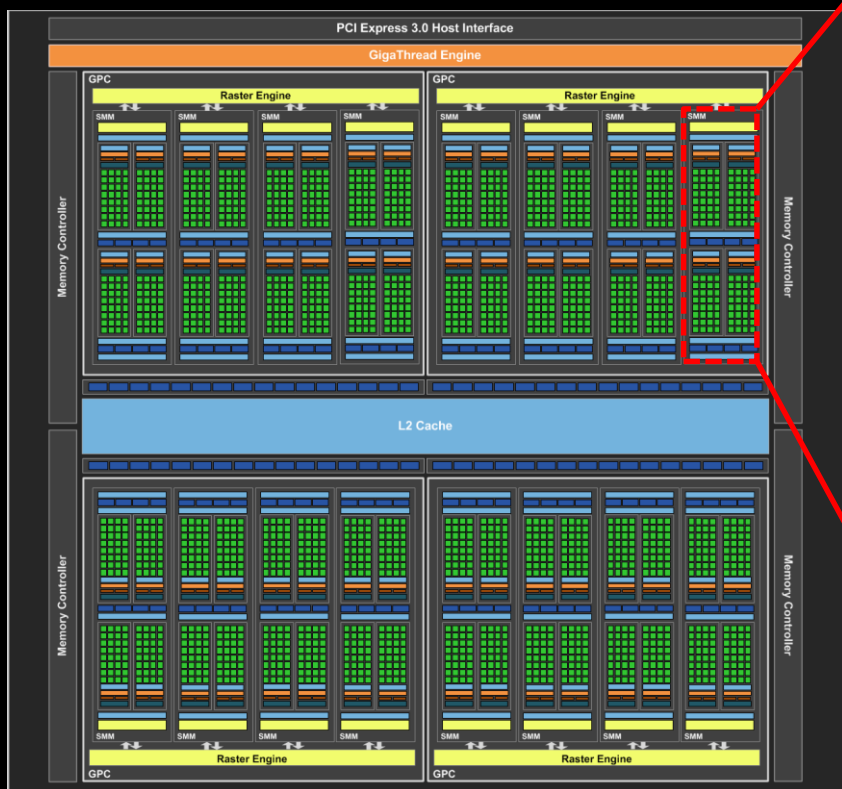 PCI Express 3.0 Host Interface
GigaThread Engine
GPC
GPC
Raster Engine
Raster Engine
SMM
SMM
SMM
SMM
SMM
SMM
SMM
SMM
Memory Controller
Memory Controller
L2 Cache
Memory Controller
Memory Controller
SMM
SMM
SMM
SMM
SMM
SMM
SMM
SMM
Raster Engine
Raster Engine
GPC
GPC